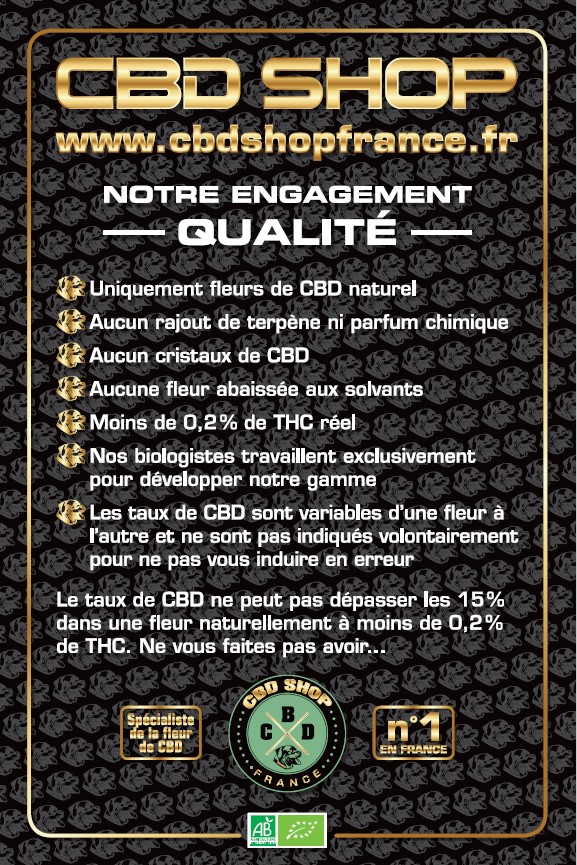 CBD SHOP
www.cbdshopfrance.fr
NOTRE ENGAGEMENT
QUALITÉ
Uniquement fleurs de CBD naturel
Aucun rajout de terpène ni parfum chimique
Aucun cristaux de CBD
Aucune fleur abaissée aux solvants
Moins de 0,2% de THC réel
Nos biologistes travaillent exclusivement
pour développer notre gamme
Les taux de CBD sont variables d'une fleur à
l'autre et ne sont pas indiqués volontairement
pour ne pas vous induire en erreur
Le taux de CBD ne peut pas dépasser les 15%
dans une fleur naturellement à moins de 0,2%
de THC. Ne vous faites pas avoir...
Spécialiste
de la fleur
de CBD
CBD SHOP
B
C D
FRANCE
n°1
EN FRANCE
AB